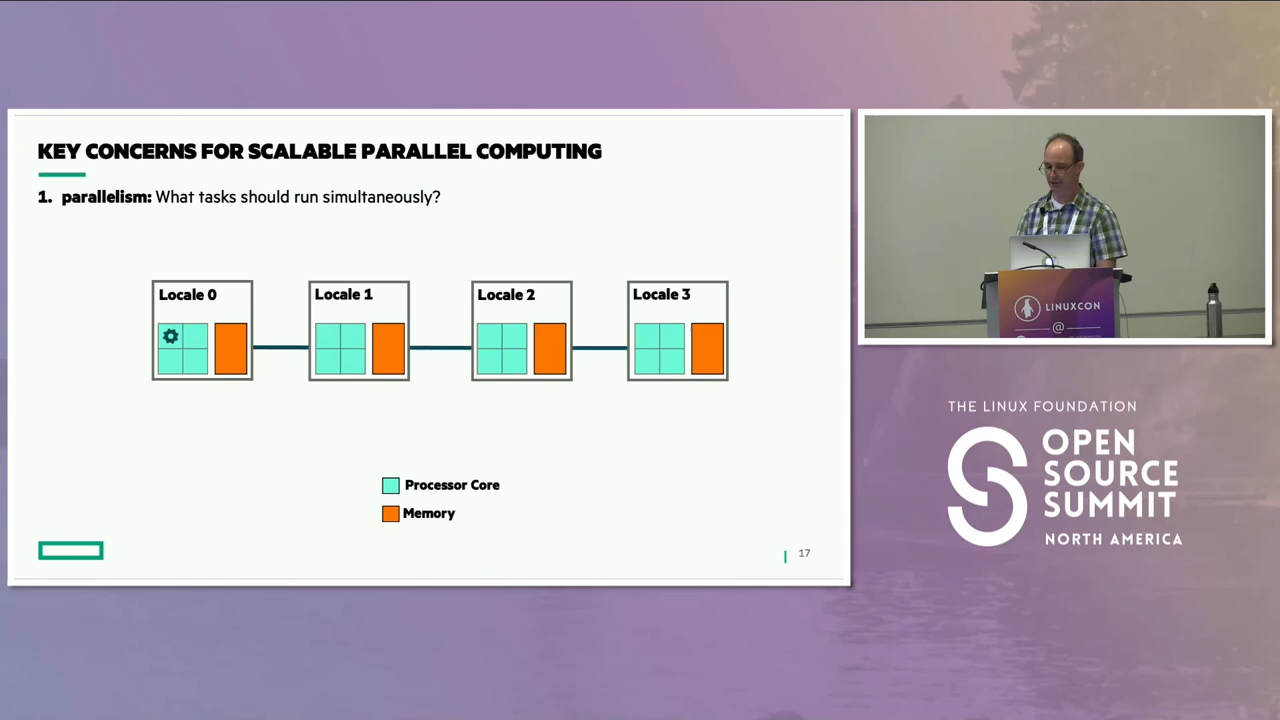 KEY CONCERNS FOR SCALABLE PARALLEL COMPUTING
1. parallelism: What tasks should run simultaneously?
Locale 0
Locale 1
Locale 2
Locale 3
Processor Core
Memory
17
LINUXCON
@
THE LINUX FOUNDATION
OPEN
SOURCE
SUMMIT
NORTH AMERICA